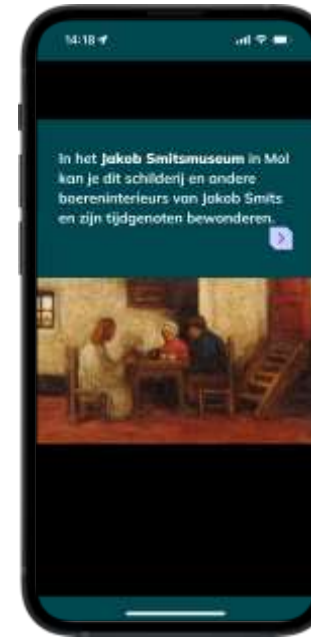 14:18
In het Jakob Smitsmuseum in Mol
kan je dit schilderij en andere
boereninterieurs van Jakob Smits
en zijn tijdgenoten bewonderen.